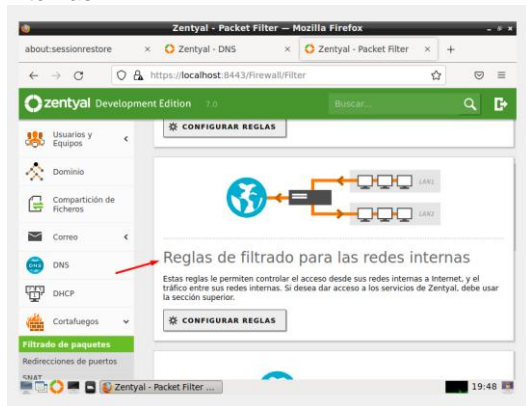 Zentyal - Packet Filter — Mozilla Firefox
about:sessionrestore × Zentyal - DNS × Zentyal - Packet Filter × +
https://localhost:8443/Firewall/Filter
zentyal Development Edition 7.0 Buscar...
CONFIGURAR REGLAS
Usuarios y
Equipos
Dominio
Compartición de
Ficheros
Correo
DNS
DNS
DHCP
Cortafuegos
Filtrado de paquetes
Redirecciones de puertos
SNAT
LAN1
LAN2
Reglas de filtrado para las redes internas
Estas reglas le permiten controlar el acceso desde sus redes internas a Internet, y el
tráfico entre sus redes internas. Si desea dar acceso a los servicios de Zentyal, debe usar
la sección superior.
CONFIGURAR REGLAS
Zentyal - Packet Filter ...
19:48